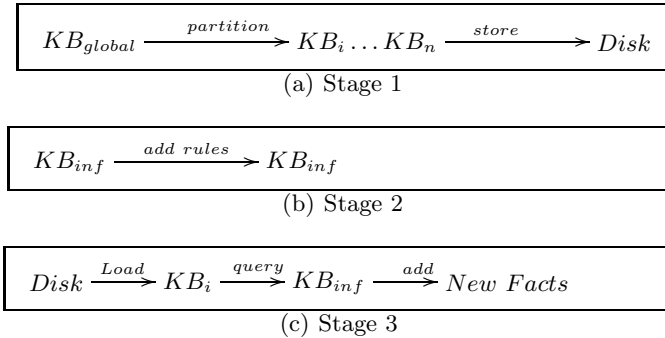 partition store
KB_global KB_i ... KB_n Disk
(a) Stage 1
add rules
KB_inf KB_inf
(b) Stage 2
Load query add
Disk KB_i KB_inf New Facts
(c) Stage 3